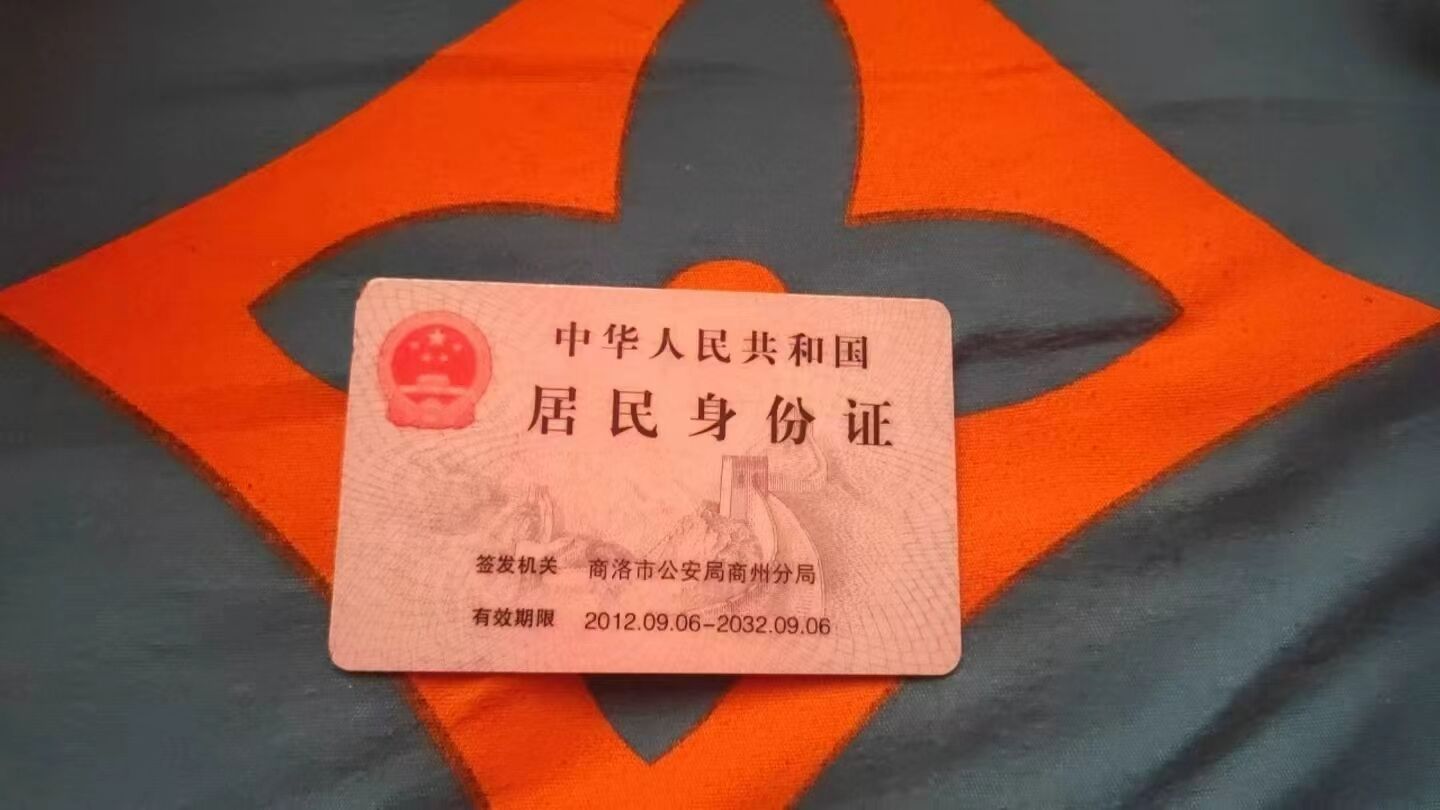 中华人民共和国
居民身份证
签发机关 商洛市公安局商州分局
有效期限 2012.09.06-2032.09.06